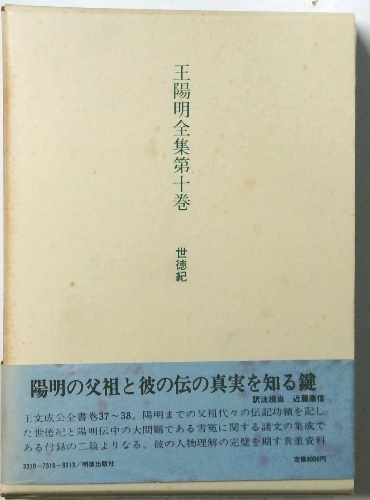 王陽明全集第十巻
世徳紀
陽明の父祖と彼の伝の真実を知る鍵
訳注担当 近藤康信
王文成公全書巻37~38。陽明までの父祖代々の伝記功績を記し
た世徳紀と陽明伝中の大問題である雪冤に関する諸文の集成で
ある付録の二篇よりなる。彼の人物理解の完璧を期す貴重資料
3310-7319-8315/明徳出版社
定価8000円